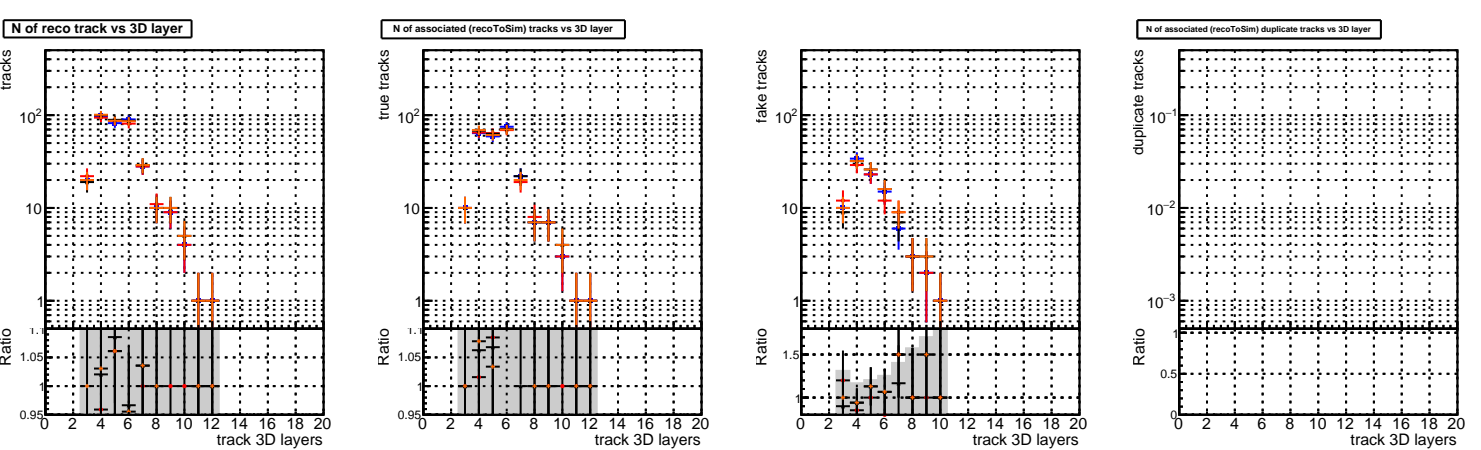 N of reco track vs 3D layer
tracks
10²
10
1
Ratio
1.1
1.05
1
0.95
0 2 4 6 8 10 12 14 16 18 20
track 3D layers
N of associated (recoToSim) tracks vs 3D layer
true tracks
10²
10
1
Ratio
1.1
1.05
1
0.95
0 2 4 6 8 10 12 14 16 18 20
track 3D layers
fake tracks
10²
10
1
Ratio
1.5
1
0 2 4 6 8 10 12 14 16 18 20
track 3D layers
N of associated (recoToSim) duplicate tracks vs 3D layer
duplicate tracks
10⁻¹
10⁻²
10⁻³
Ratio
1
0.5
0
0 2 4 6 8 10 12 14 16 18 20
track 3D layers